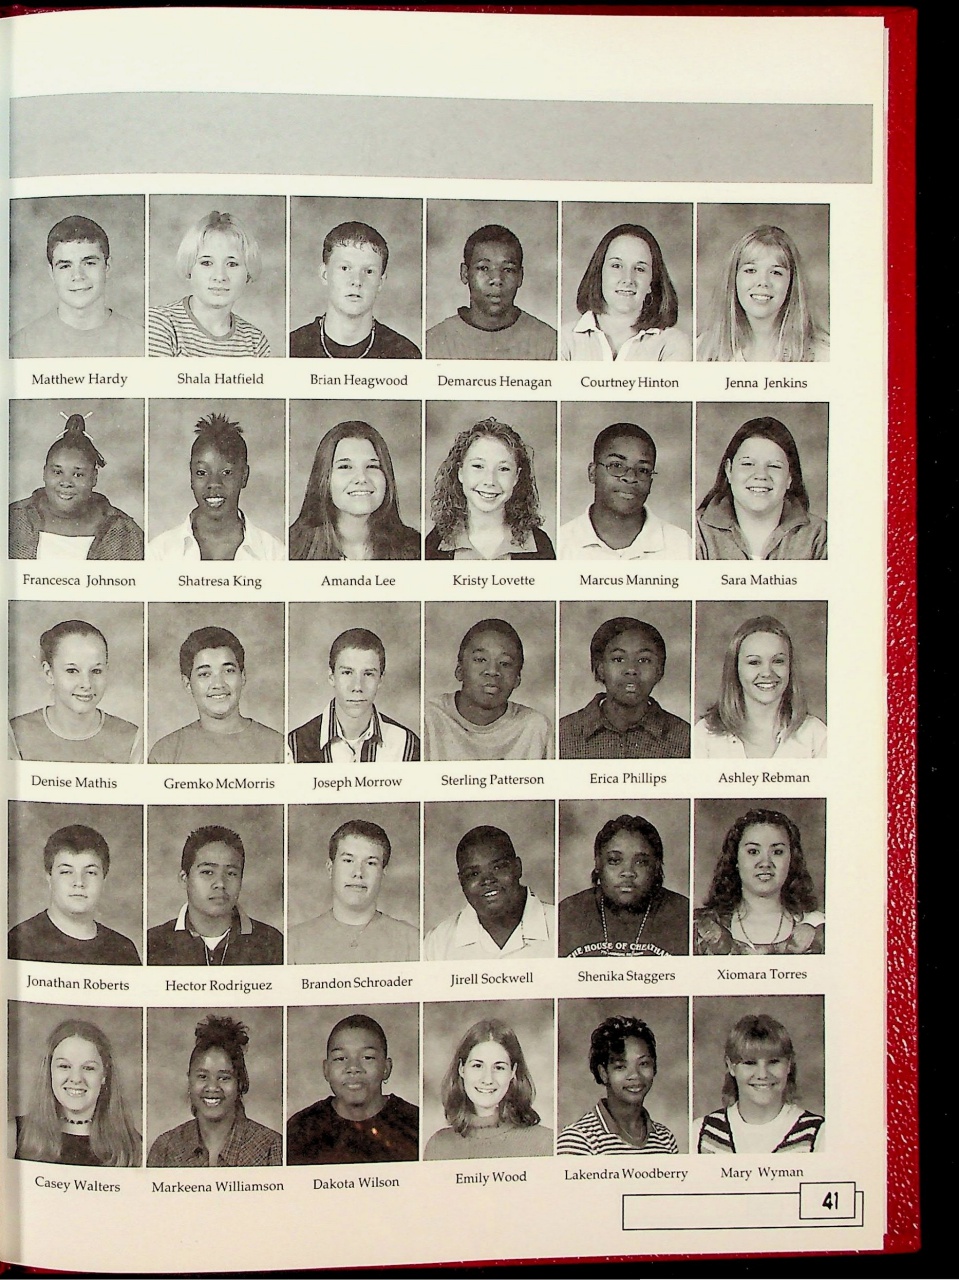 Matthew Hardy Shala Hatfield Brian Heagwood Demarcus Henagan Courtney Hinton Jenna Jenkins
Francesca Johnson Shatresa King Amanda Lee Kristy Lovette Marcus Manning Sara Mathias
Denise Mathis Gremko McMorris Joseph Morrow Sterling Patterson Erica Phillips Ashley Rebman
THE HOUSE OF
Jonathan Roberts Hector Rodriguez Brandon Schroader Jirell Sockwell Shenika Staggers Xiomara Torres
Casey Walters Markeena Williamson Dakota Wilson Emily Wood Lakendra Woodberry Mary Wyman
41